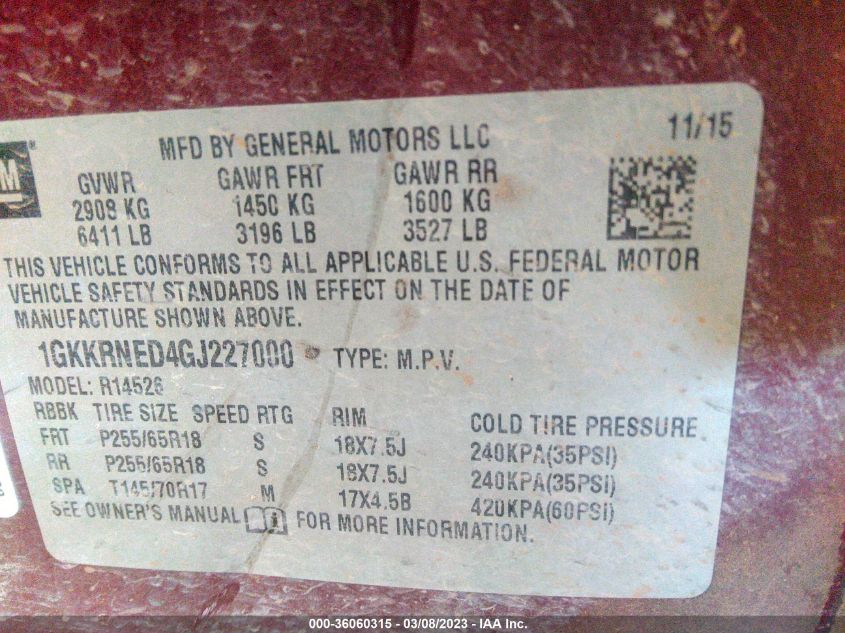 MFD BY GENERAL MOTORS LLC 11/15
GM
GVWR GAWR FRT GAWR RR
2908 KG 1450 KG 1600 KG
6411 LB 3196 LB 3527 LB
THIS VEHICLE CONFORMS TO ALL APPLICABLE U.S. FEDERAL MOTOR
VEHICLE SAFETY STANDARDS IN EFFECT ON THE DATE OF
MANUFACTURE SHOWN ABOVE.
1GKKRNED4GJ227000 TYPE: M.P.V.
MODEL: R14526
RBBK TIRE SIZE SPEED RTG RIM COLD TIRE PRESSURE
FRT P255/65R18 S 18X7.5J 240KPA(35PSI)
RR P255/65R18 S 18X7.5J 240KPA(35PSI)
SPA T145/70R17 M 17X4.5B 420KPA(60PSI)
SEE OWNER'S MANUAL FOR MORE INFORMATION.
000-36060315 - 03/08/2023 - IAA Inc.